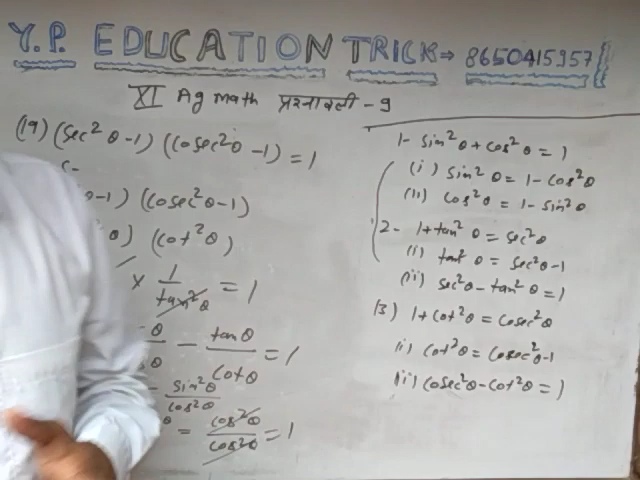 Y.P. EDUCATION TRICK → 8650415957
XI Ag math प्रश्नावली - 9
(19) (sec²θ-1) (cosec²θ-1) = 1
θ-1) (cosec²θ-1)
θ) (cot²θ)
× 1/tan²θ = 1
θ/θ - tanθ/cotθ = 1
- sin²θ/cos²θ
θ = cos²θ/cos²θ = 1
1- sin²θ + cos²θ = 1
(i) sin²θ = 1 - cos²θ
(ii) cos²θ = 1 - sin²θ
2- 1+tan²θ = sec²θ
(i) tan²θ = sec²θ-1
(ii) sec²θ - tan²θ = 1
(3) 1+cot²θ = cosec²θ
(i) cot²θ = cosec²θ-1
(ii) cosec²θ - cot²θ = 1